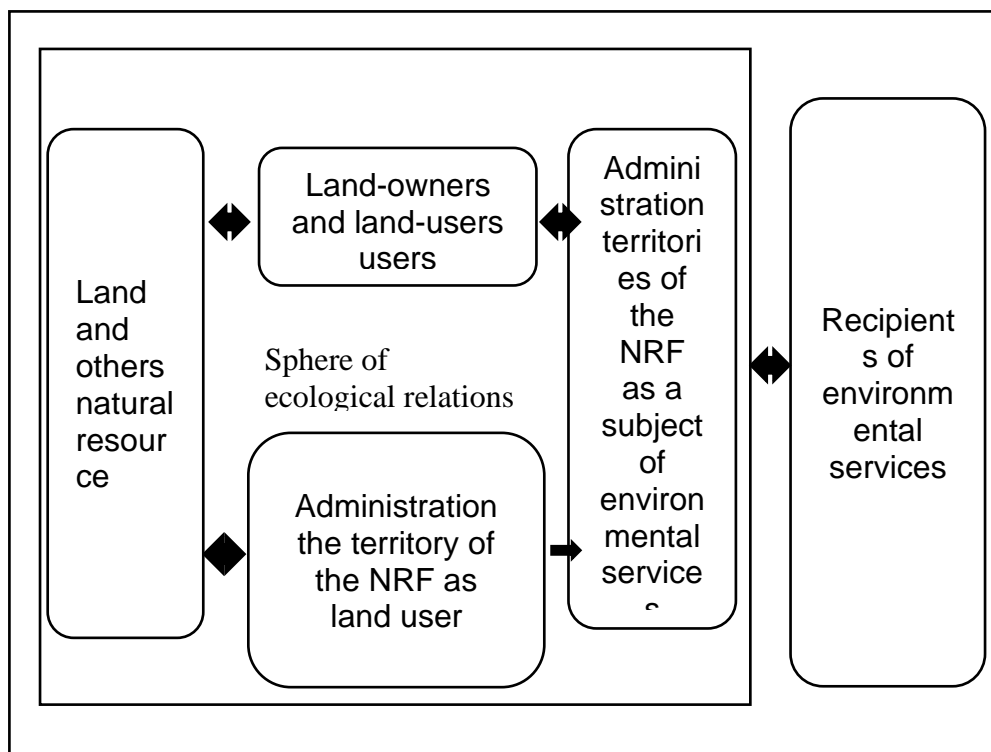 Land
and
others
natural
resour
ce
Land-owners
and land-users
users
Sphere of
ecological relations
Administration
the territory of
the NRF as
land user
Admini
stration
territori
es of
the
NRF
as a
subject
of
environ
mental
service
s
Recipient
s of
environm
ental
services